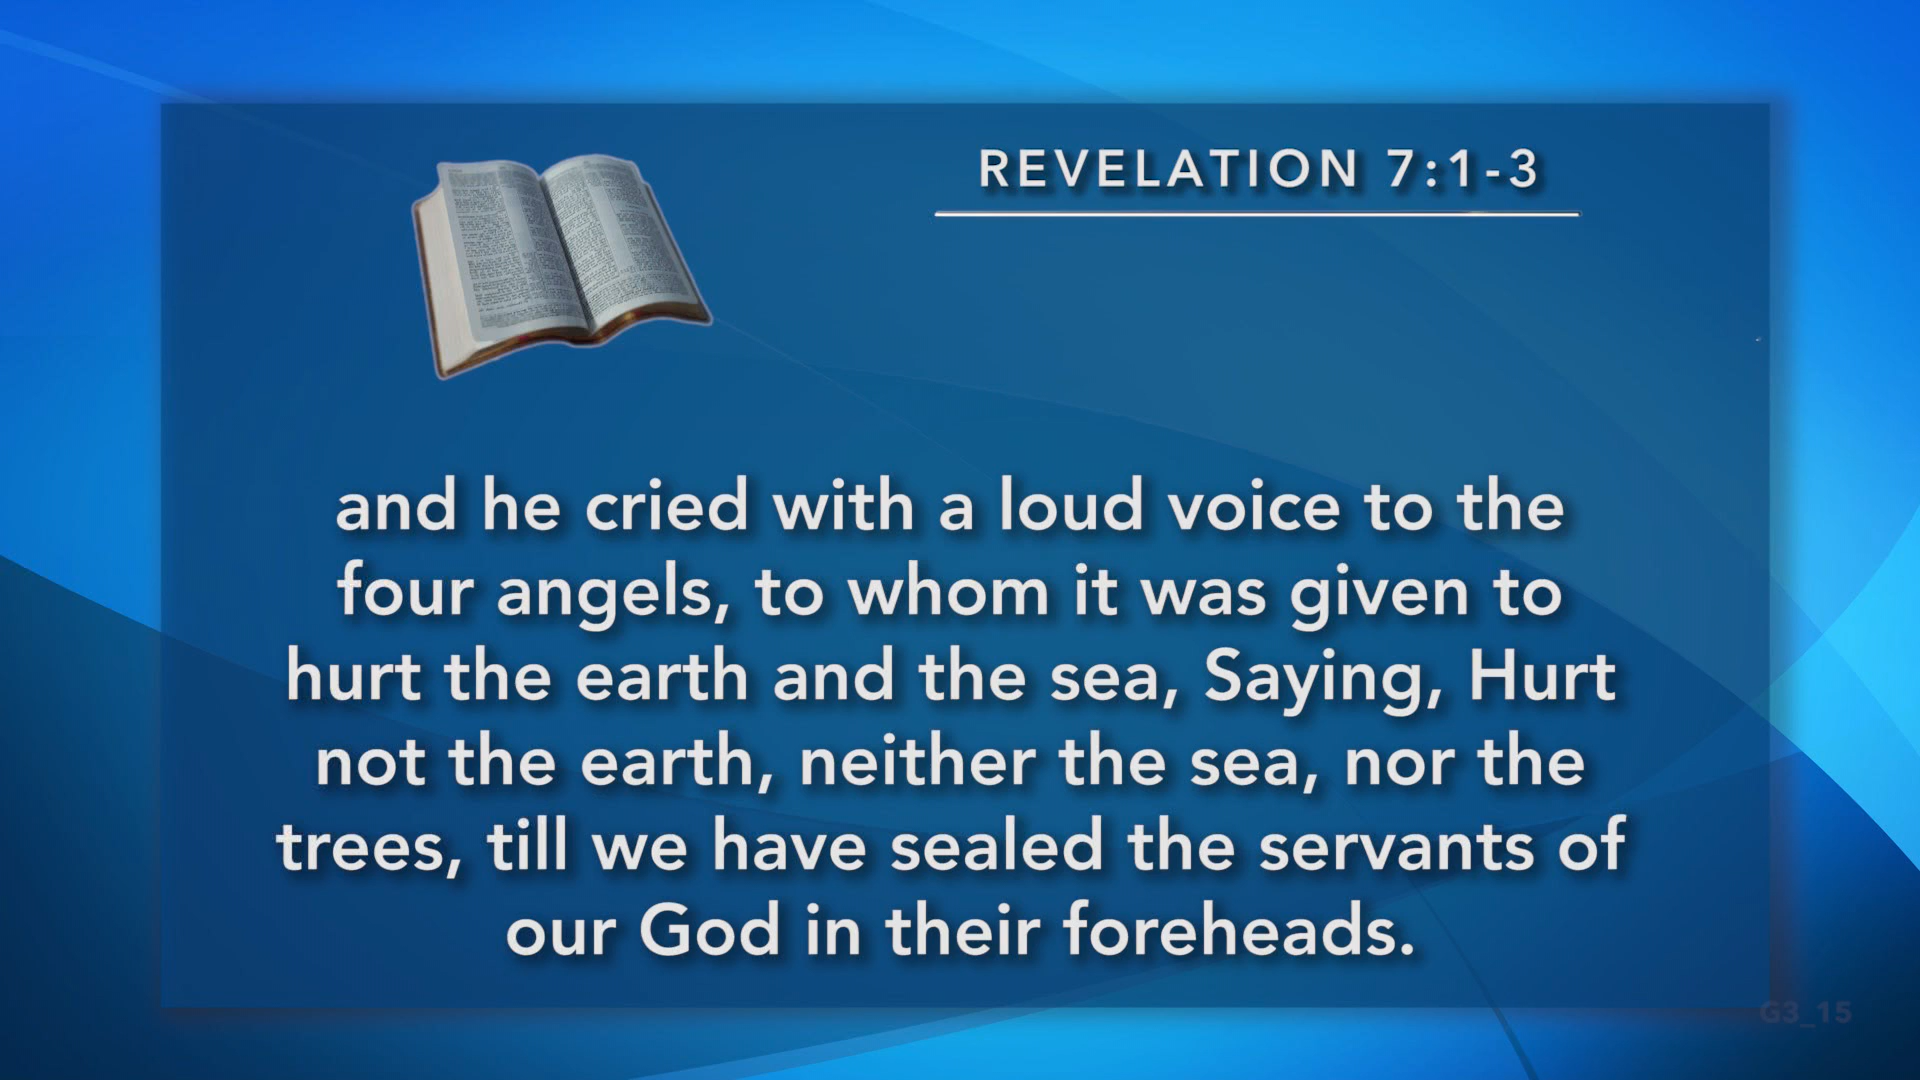 REVELATION 7:1-3
and he cried with a loud voice to the
four angels, to whom it was given to
hurt the earth and the sea, Saying, Hurt
not the earth, neither the sea, nor the
trees, till we have sealed the servants of
our God in their foreheads.
G3_15